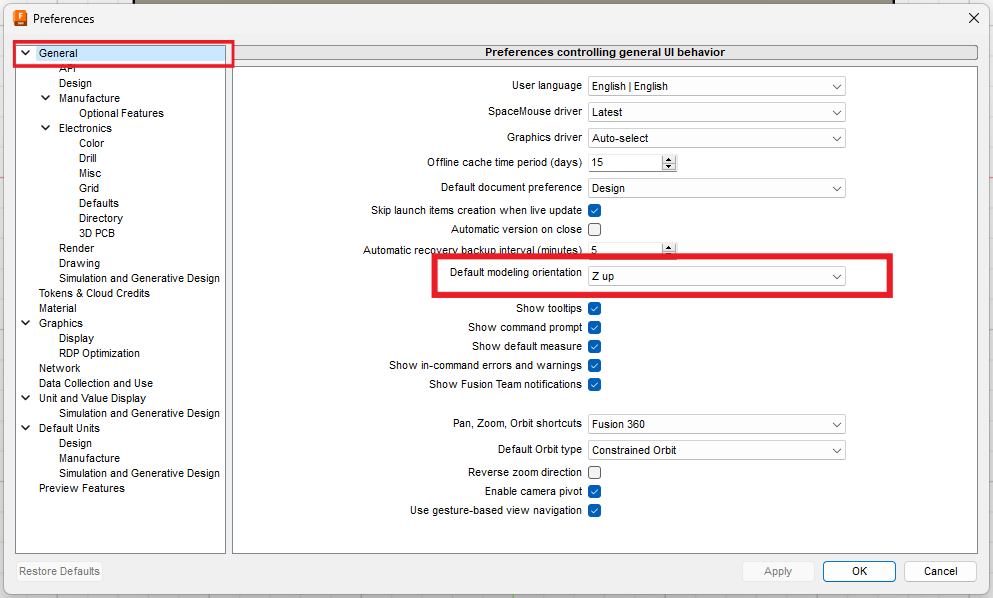 Preferences
General
API
Design
Manufacture
Optional Features
Electronics
Color
Drill
Misc
Grid
Defaults
Directory
3D PCB
Render
Drawing
Simulation and Generative Design
Tokens & Cloud Credits
Material
Graphics
Display
RDP Optimization
Network
Data Collection and Use
Unit and Value Display
Simulation and Generative Design
Default Units
Design
Manufacture
Simulation and Generative Design
Preview Features
Preferences controlling general UI behavior
User language English | English
SpaceMouse driver Latest
Graphics driver Auto-select
Offline cache time period (days) 15
Default document preference Design
Skip launch items creation when live update
Automatic version on close
Automatic recovery backup interval (minutes) 5
Default modeling orientation Z up
Show tooltips
Show command prompt
Show default measure
Show in-command errors and warnings
Show Fusion Team notifications
Pan, Zoom, Orbit shortcuts Fusion 360
Default Orbit type Constrained Orbit
Reverse zoom direction
Enable camera pivot
Use gesture-based view navigation
Restore Defaults
Apply OK Cancel